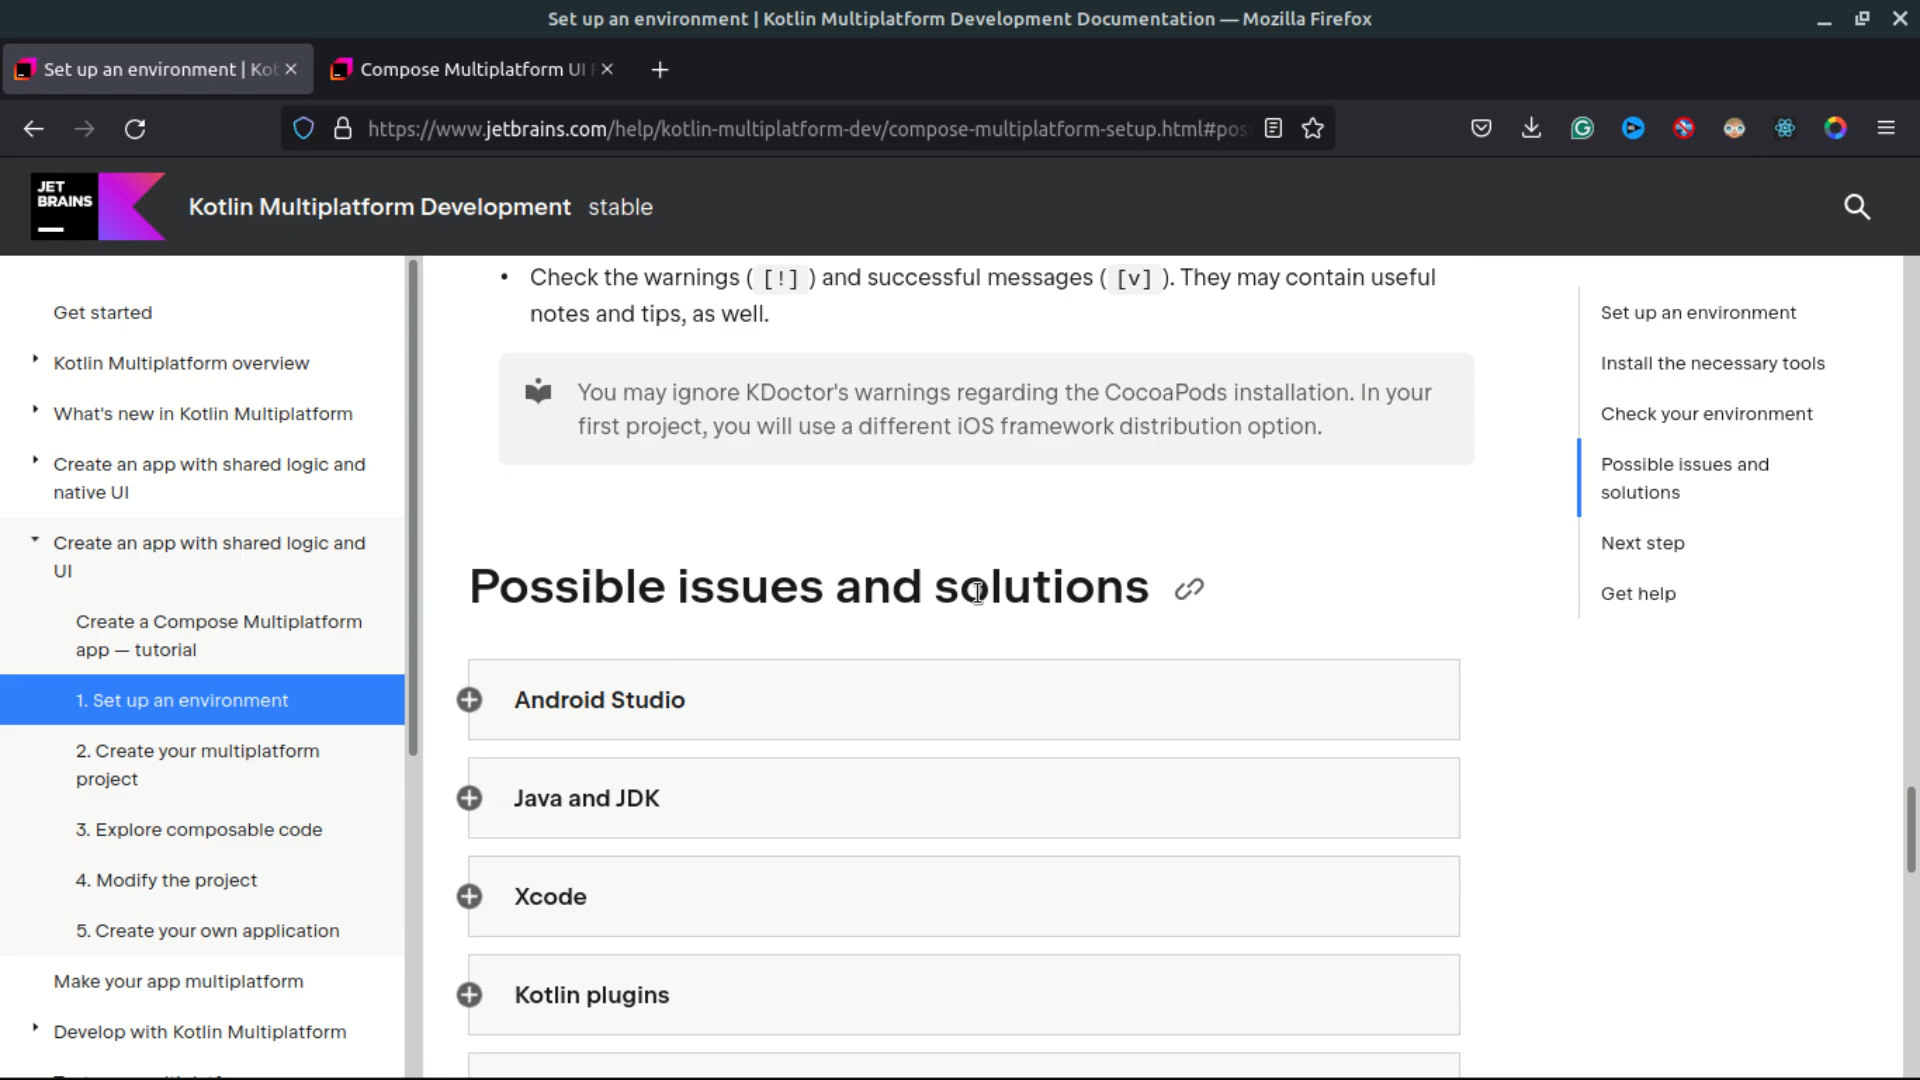 Set up an environment | Kotlin Multiplatform Development Documentation — Mozilla Firefox
Set up an environment | Kot
Compose Multiplatform UI
https://www.jetbrains.com/help/kotlin-multiplatform-dev/compose-multiplatform-setup.html#pos
JET
BRAINS
Kotlin Multiplatform Development stable
Get started
Kotlin Multiplatform overview
What's new in Kotlin Multiplatform
Create an app with shared logic and
native UI
Create an app with shared logic and
UI
Create a Compose Multiplatform
app — tutorial
1. Set up an environment
2. Create your multiplatform
project
3. Explore composable code
4. Modify the project
5. Create your own application
Make your app multiplatform
Develop with Kotlin Multiplatform
• Check the warnings ( [!] ) and successful messages ( [v] ). They may contain useful
notes and tips, as well.
You may ignore KDoctor's warnings regarding the CocoaPods installation. In your
first project, you will use a different iOS framework distribution option.
Possible issues and solutions
Android Studio
Java and JDK
Xcode
Kotlin plugins
Set up an environment
Install the necessary tools
Check your environment
Possible issues and
solutions
Next step
Get help